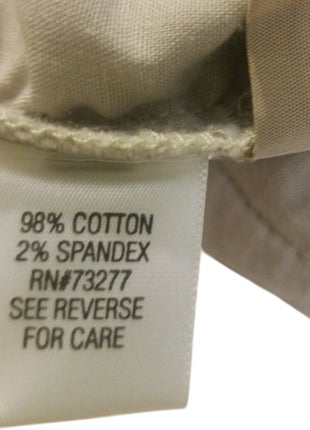 98% COTTON
2% SPANDEX
RN#73277
SEE REVERSE
FOR CARE